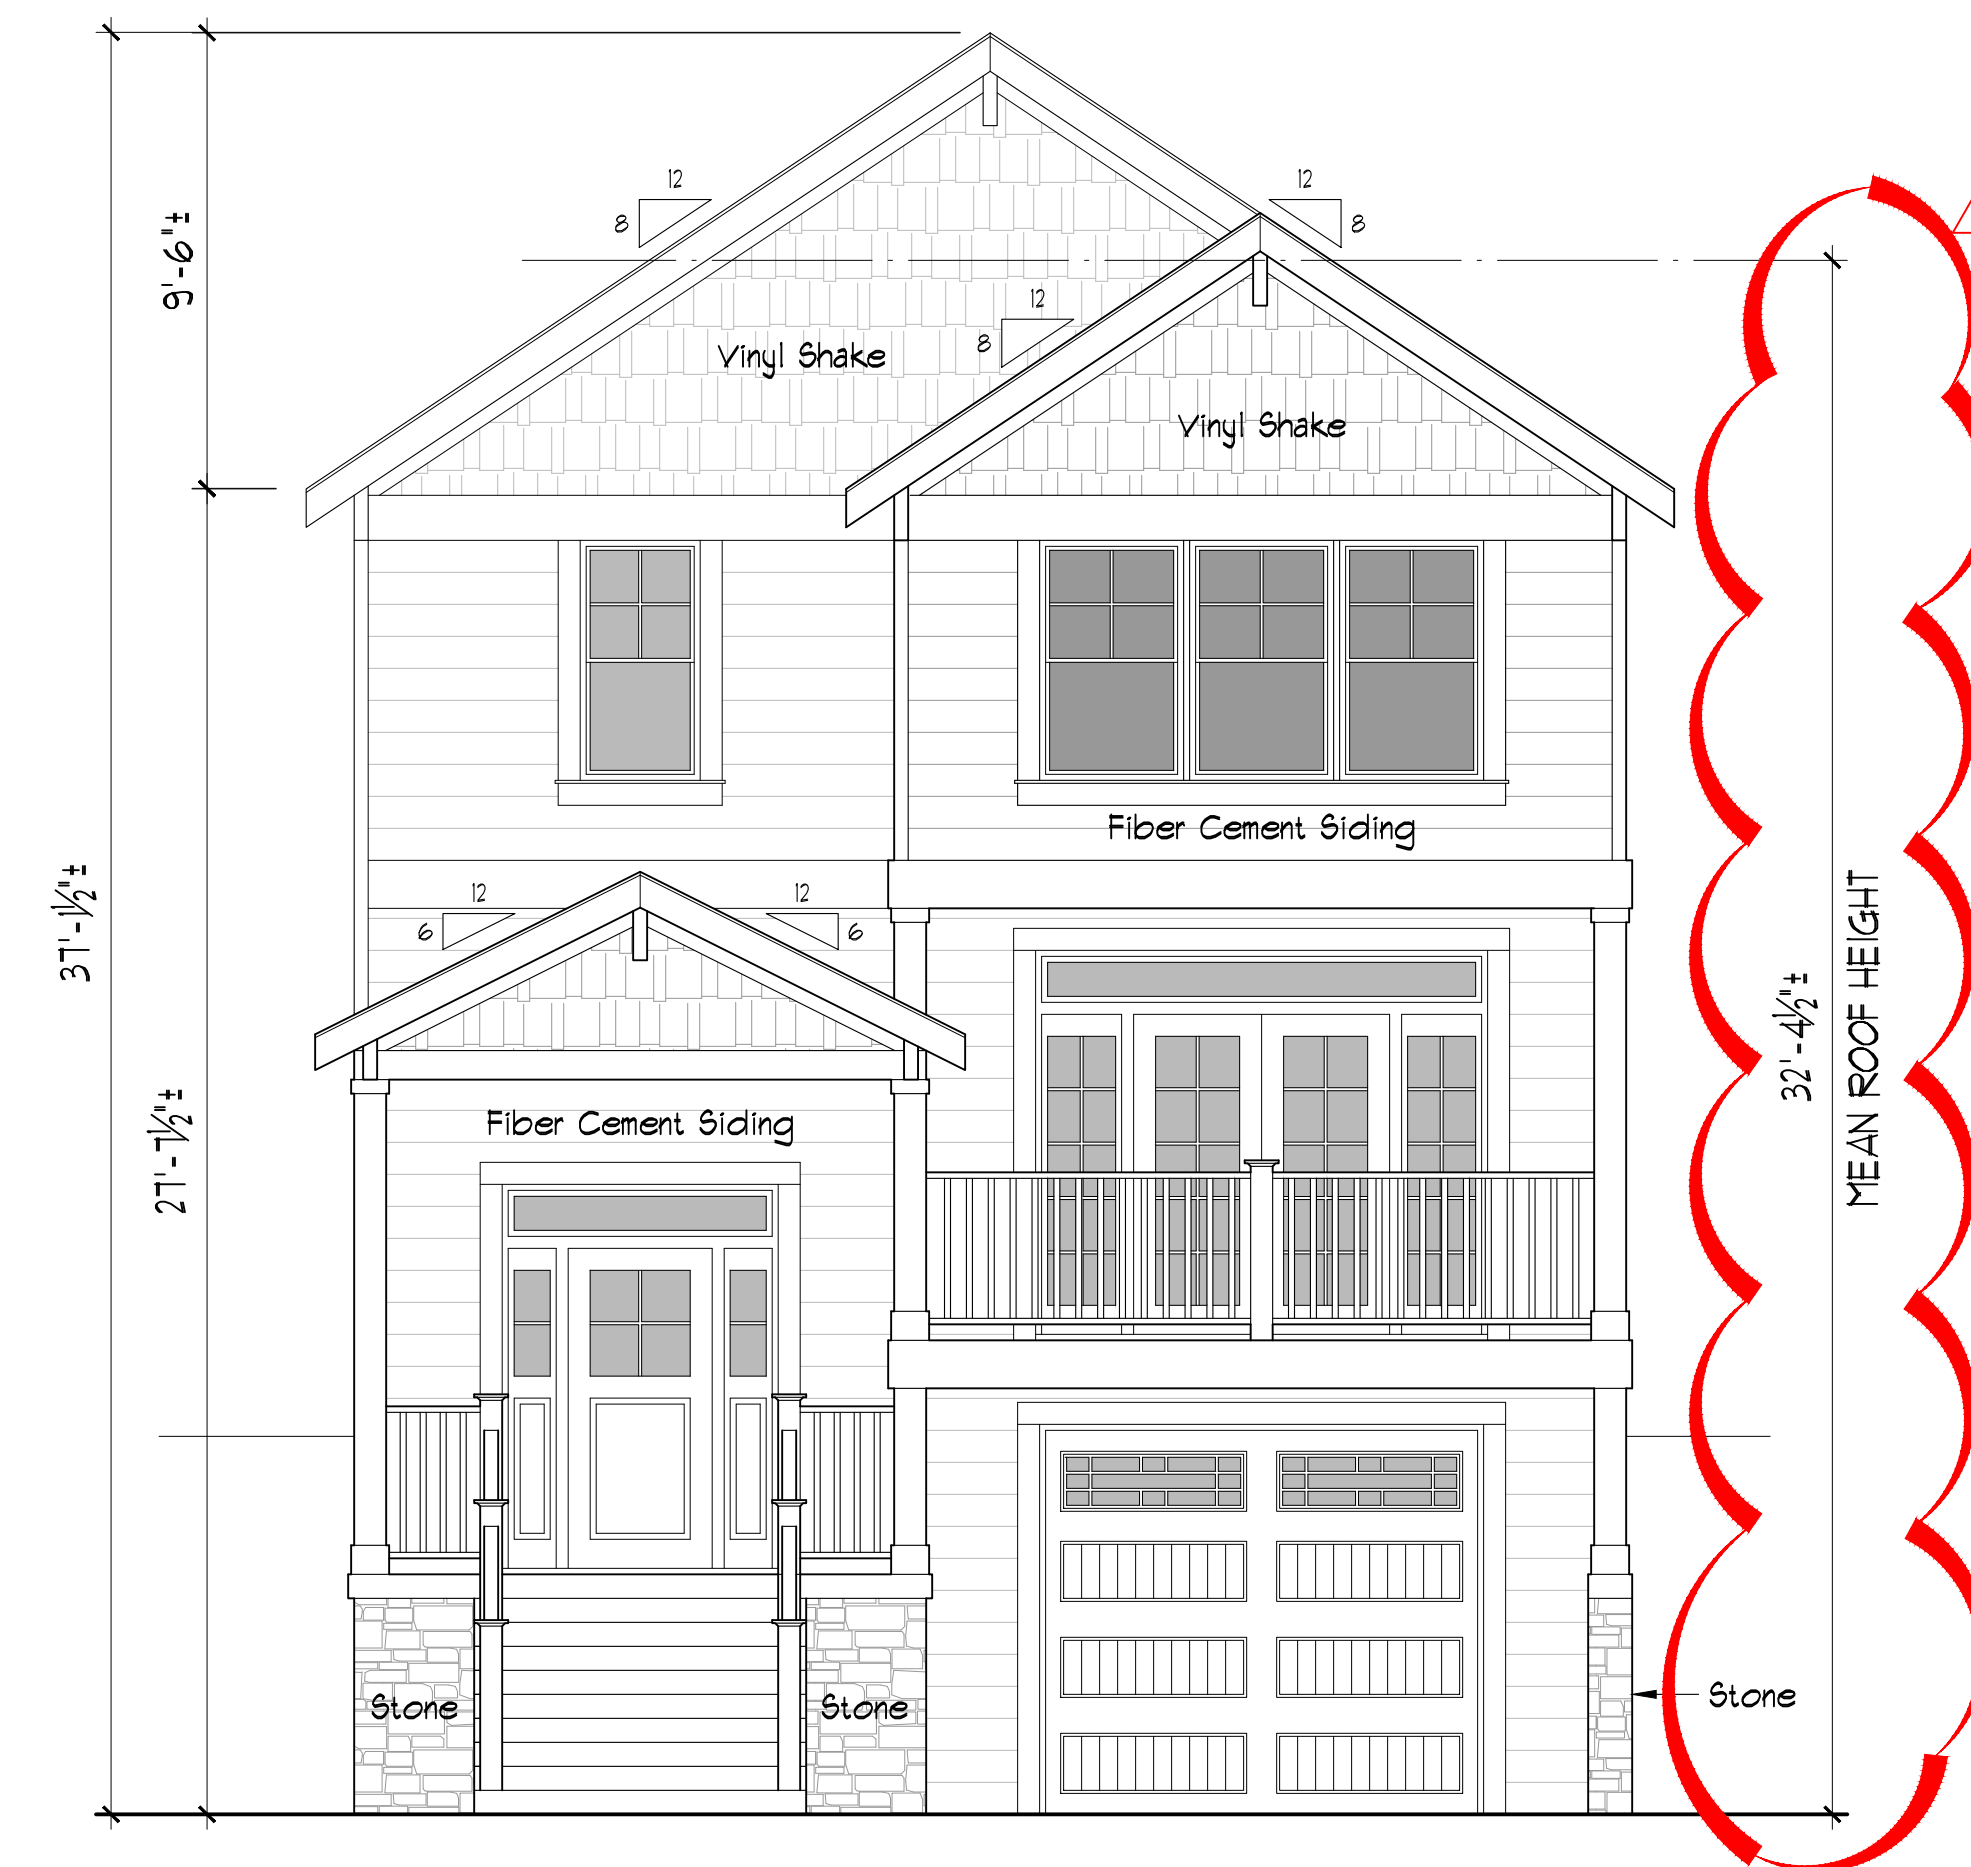 12
8
12
8
9'-6"±
12
8
Vinyl Shake
Vinyl Shake
Fiber Cement Siding
37'-1½"±
12
6
12
6
32'-4½"±
MEAN ROOF HEIGHT
27'-7½"±
Fiber Cement Siding
Stone
Stone
Stone